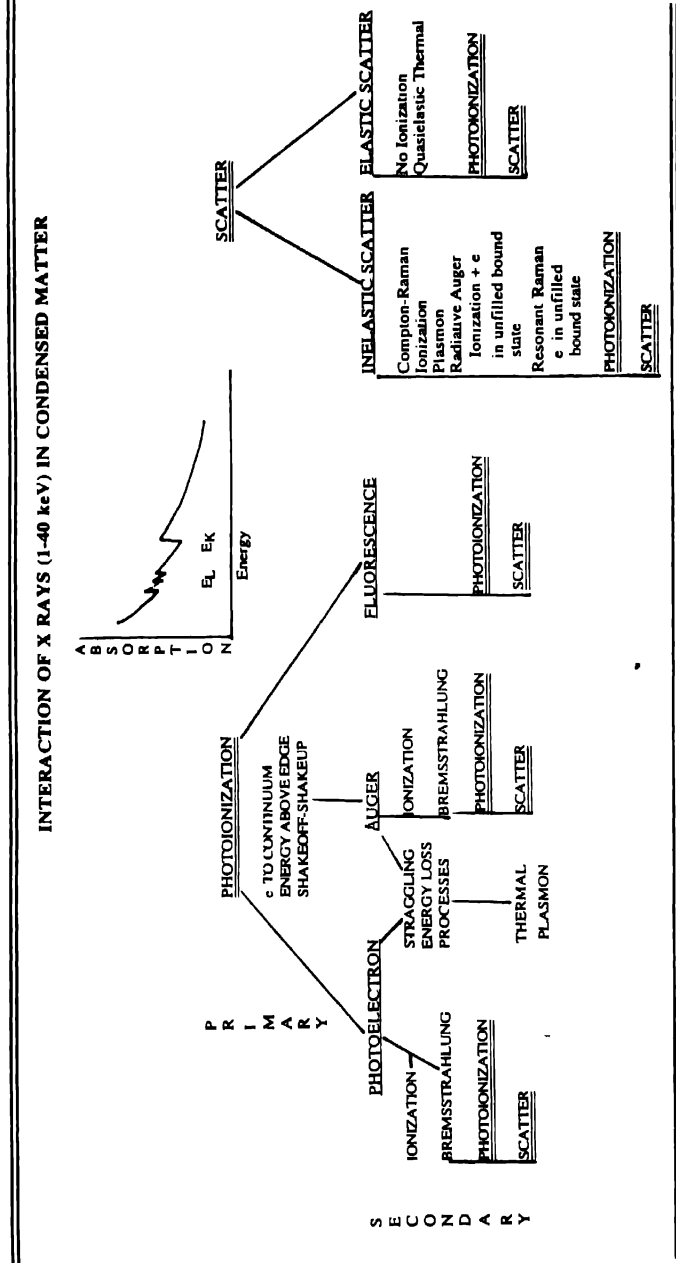 INTERACTION OF X RAYS (1-40 keV) IN CONDENSED MATTER
ABSORPTION
EL EK
Energy
PRIMARY
PHOTOIONIZATION
e TO CONTINUUM
ENERGY ABOVE EDGE
SHAKEOFF-SHAKEUP
SCATTER
SECONDARY
PHOTOELECTRON
IONIZATION
BREMSSTRAHLUNG
PHOTOIONIZATION
SCATTER
STRAGGLING
ENERGY LOSS
PROCESSES
THERMAL
PLASMON
AUGER
IONIZATION
BREMSSTRAHLUNG
PHOTOIONIZATION
SCATTER
FLUORESCENCE
PHOTOIONIZATION
SCATTER
INELASTIC SCATTER
Compton-Raman
Ionization
Plasmon
Radiative Auger
Ionization + e
in unfilled bound
state
Resonant Raman
e in unfilled
bound state
PHOTOIONIZATION
SCATTER
ELASTIC SCATTER
No Ionization
Quasielastic Thermal
PHOTOIONIZATION
SCATTER